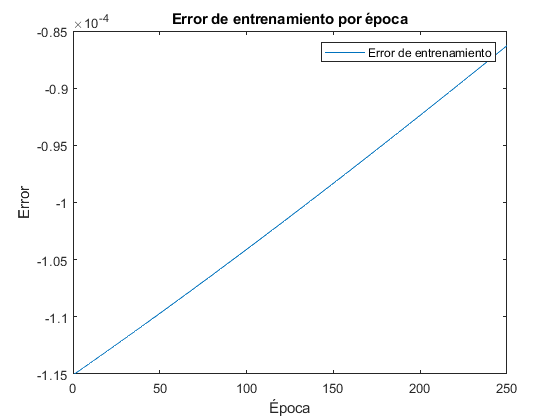 Error de entrenamiento por época
×10⁻⁴
-0.85
Error de entrenamiento
-0.9
-0.95
-1
-1.05
-1.1
-1.15
Error
0 50 100 150 200 250
Época